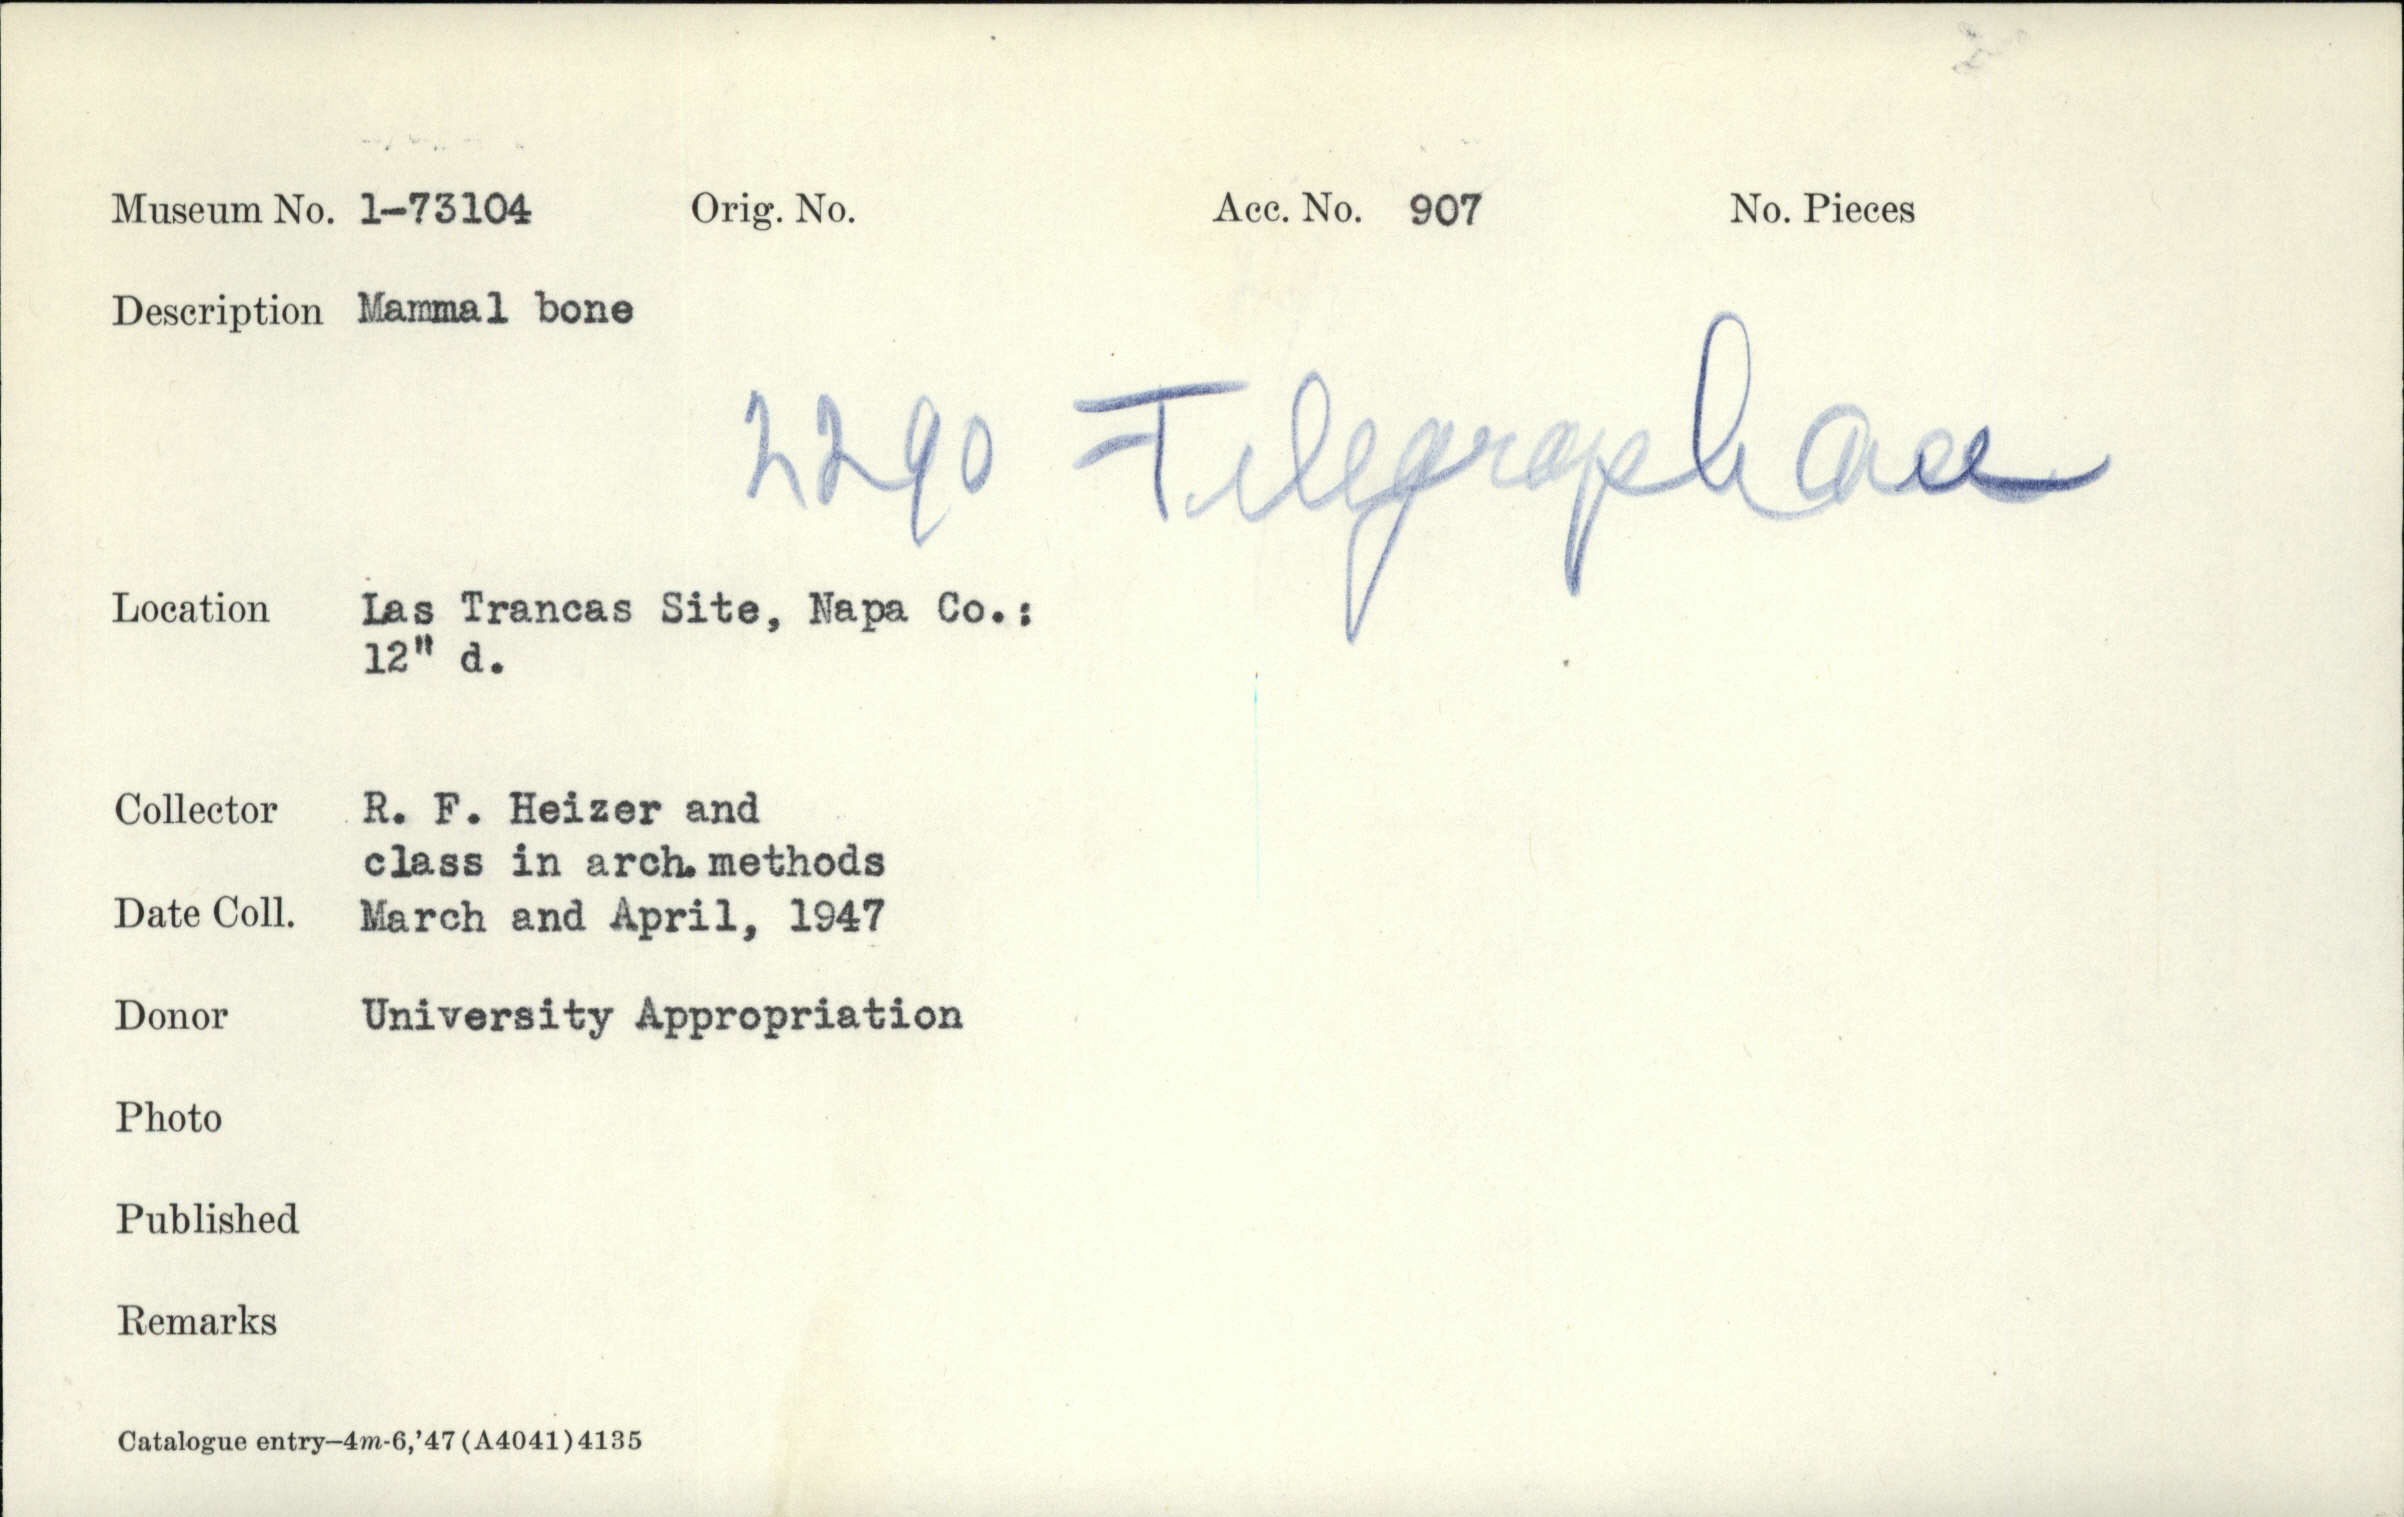 Museum No. 1-73104 Orig. No. Acc. No. 907 No. Pieces
Description Mammal bone
2290 Telegraph Ave
Location Las Trancas Site, Napa Co.:
12" d.
Collector R. F. Heizer and
class in arch. methods
Date Coll. March and April, 1947
Donor University Appropriation
Photo
Published
Remarks
Catalogue entry—4m-6,'47(A4041)4135